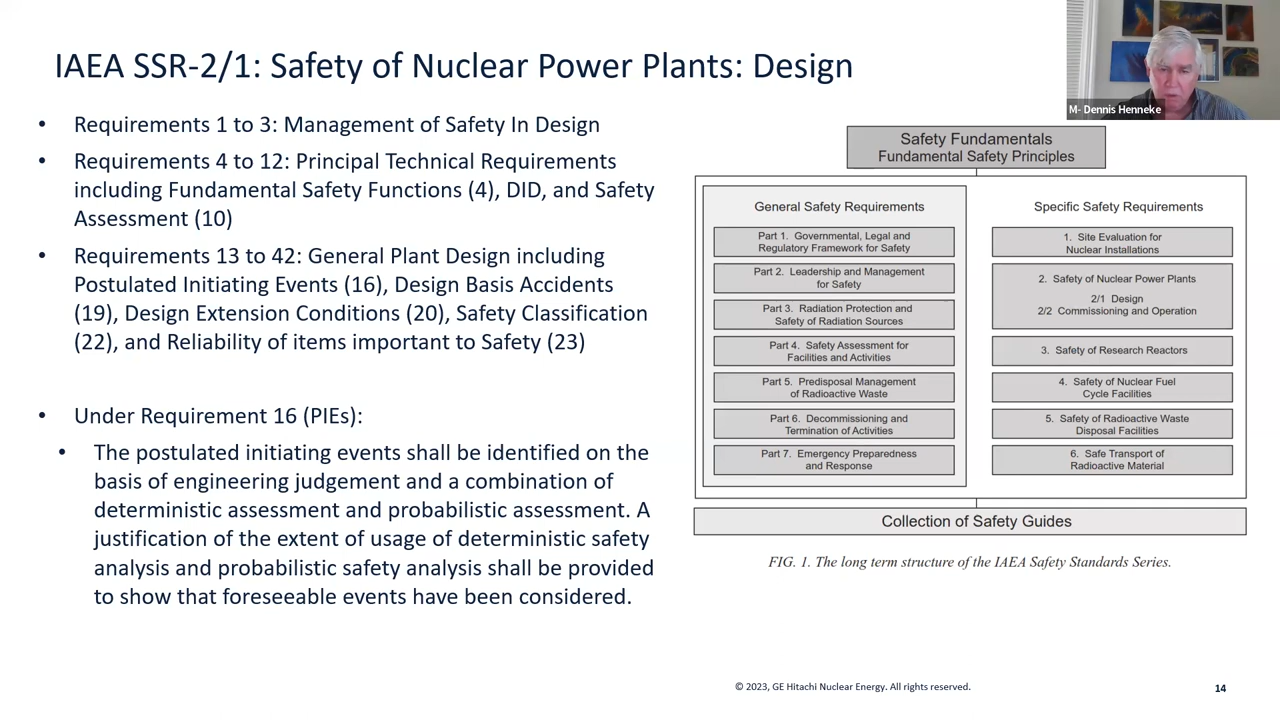 IAEA SSR-2/1: Safety of Nuclear Power Plants: Design
• Requirements 1 to 3: Management of Safety In Design
• Requirements 4 to 12: Principal Technical Requirements
including Fundamental Safety Functions (4), DID, and Safety
Assessment (10)
• Requirements 13 to 42: General Plant Design including
Postulated Initiating Events (16), Design Basis Accidents
(19), Design Extension Conditions (20), Safety Classification
(22), and Reliability of items important to Safety (23)
• Under Requirement 16 (PIEs):
• The postulated initiating events shall be identified on the
basis of engineering judgement and a combination of
deterministic assessment and probabilistic assessment. A
justification of the extent of usage of deterministic safety
analysis and probabilistic safety analysis shall be provided
to show that foreseeable events have been considered.
M- Dennis Henneke
Safety Fundamentals
Fundamental Safety Principles
General Safety Requirements
Part 1. Governmental, Legal and
Regulatory Framework for Safety
Part 2. Leadership and Management
for Safety
Part 3. Radiation Protection and
Safety of Radiation Sources
Part 4. Safety Assessment for
Facilities and Activities
Part 5. Predisposal Management
of Radioactive Waste
Part 6. Decommissioning and
Termination of Activities
Part 7. Emergency Preparedness
and Response
Specific Safety Requirements
1. Site Evaluation for
Nuclear Installations
2. Safety of Nuclear Power Plants
2/1 Design
2/2 Commissioning and Operation
3. Safety of Research Reactors
4. Safety of Nuclear Fuel
Cycle Facilities
5. Safety of Radioactive Waste
Disposal Facilities
6. Safe Transport of
Radioactive Material
Collection of Safety Guides
FIG. 1. The long term structure of the IAEA Safety Standards Series.
© 2023, GE Hitachi Nuclear Energy. All rights reserved.
14